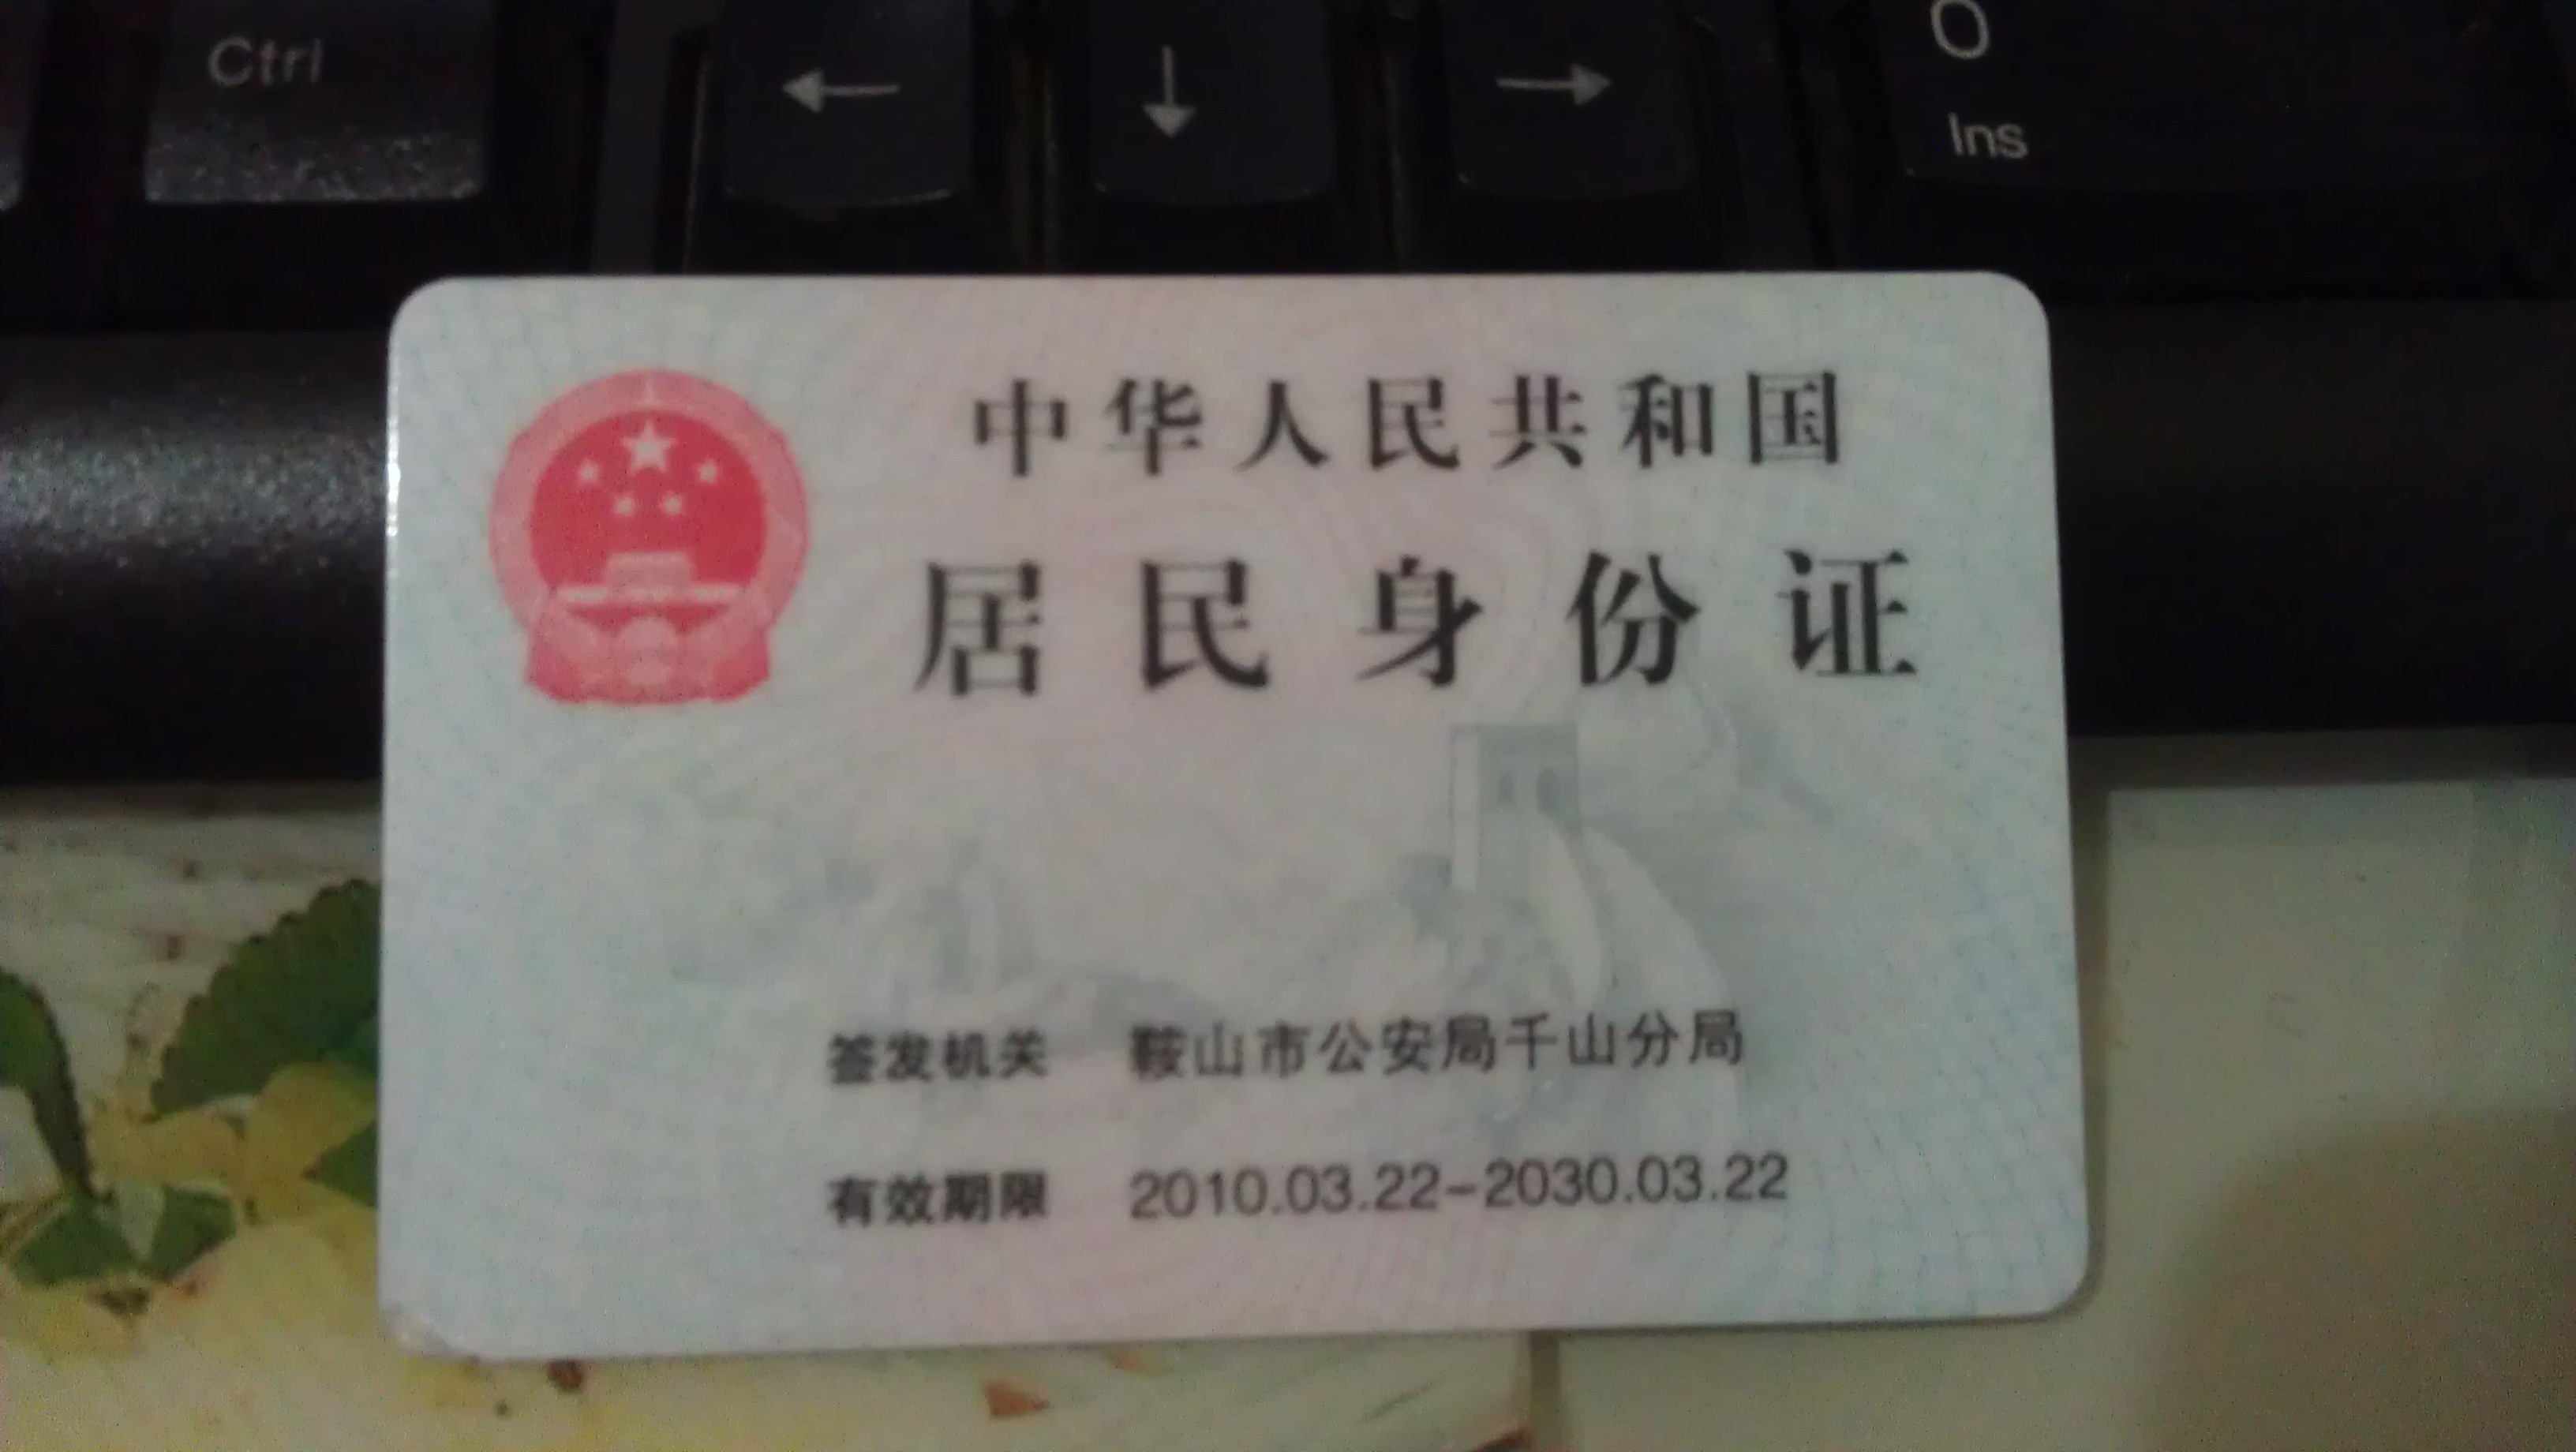 Ctrl
←
↓
→
0
Ins
中华人民共和国
居民身份证
签发机关 鞍山市公安局千山分局
有效期限 2010.03.22-2030.03.22